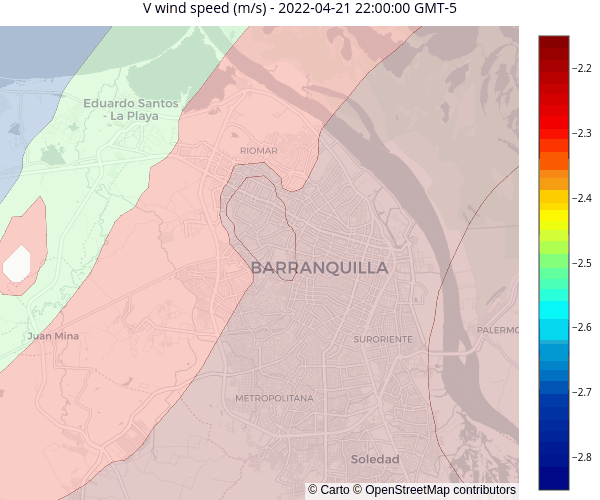 V wind speed (m/s) - 2022-04-21 22:00:00 GMT-5
Eduardo Santos
- La Playa
RIOMAR
BARRANQUILLA
Juan Mina
SURORIENTE
PALERMO
METROPOLITANA
Soledad
© Carto © OpenStreetMap contributors
−2.2
−2.3
−2.4
−2.5
−2.6
−2.7
−2.8